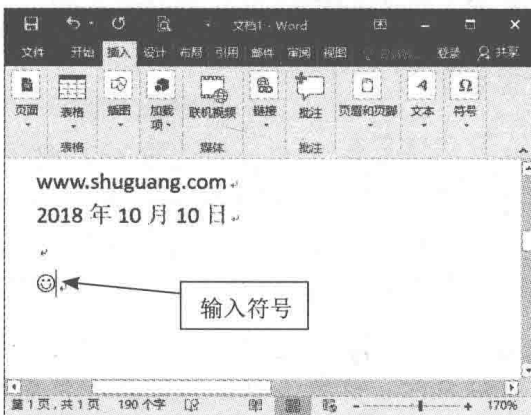 文档1 - Word
文件 开始 插入 设计 布局 引用 邮件 审阅 视图 登录 共享
页面 表格 插图 加载项 联机视频 链接 批注 页眉和页脚 文本 符号
表格 媒体 批注
www.shuguang.com
2018 年 10 月 10 日
☺
输入符号
第 1 页,共 1 页 190 个字 170%